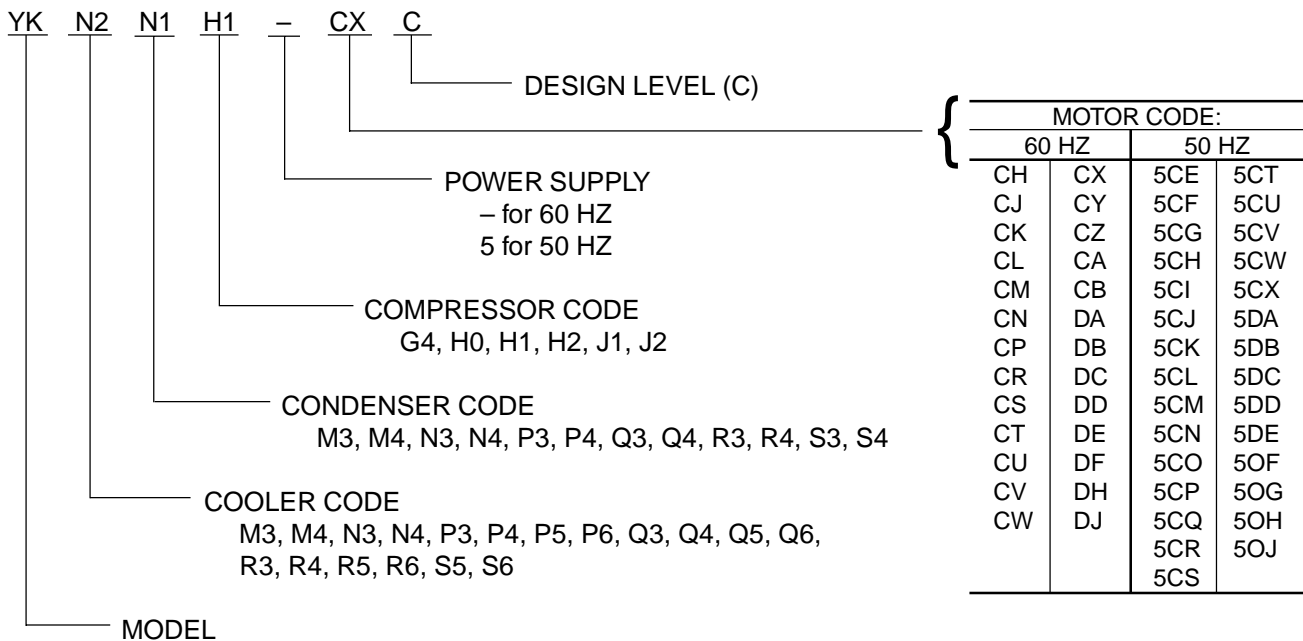 YK N2 N1 H1 – CX C
DESIGN LEVEL (C)
POWER SUPPLY
– for 60 HZ
5 for 50 HZ
COMPRESSOR CODE
G4, H0, H1, H2, J1, J2
CONDENSER CODE
M3, M4, N3, N4, P3, P4, Q3, Q4, R3, R4, S3, S4
COOLER CODE
M3, M4, N3, N4, P3, P4, P5, P6, Q3, Q4, Q5, Q6,
R3, R4, R5, R6, S5, S6
MODEL
{
MOTOR CODE:
60 HZ 50 HZ
CH CX 5CE 5CT
CJ CY 5CF 5CU
CK CZ 5CG 5CV
CL CA 5CH 5CW
CM CB 5CI 5CX
CN DA 5CJ 5DA
CP DB 5CK 5DB
CR DC 5CL 5DC
CS DD 5CM 5DD
CT DE 5CN 5DE
CU DF 5CO 5OF
CV DH 5CP 5OG
CW DJ 5CQ 5OH
5CR 5OJ
5CS